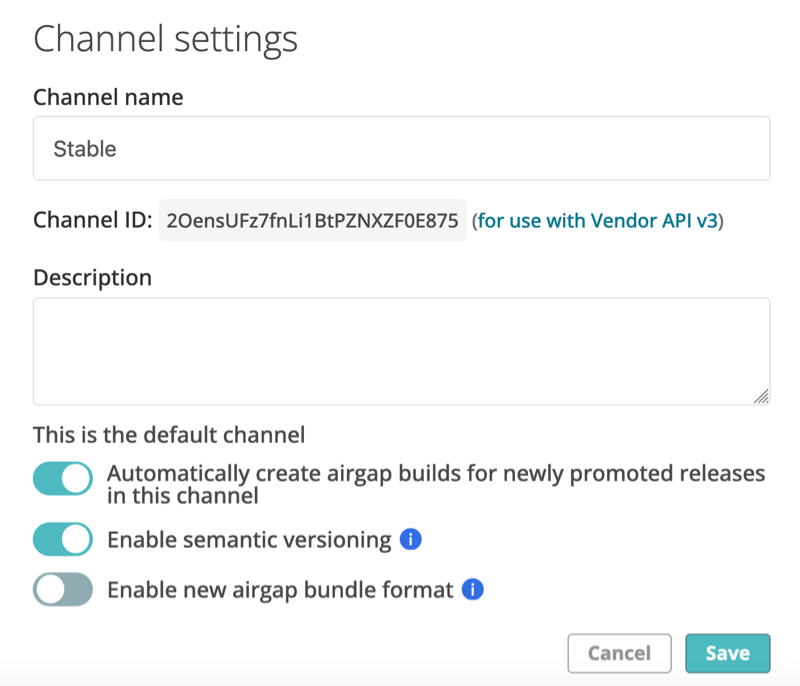 Channel settings
Channel name
Stable
Channel ID: 2OensUFz7fnLi1BtPZNXZF0E875 (for use with Vendor API v3)
Description
This is the default channel
Automatically create airgap builds for newly promoted releases
in this channel
Enable semantic versioning
Enable new airgap bundle format
Cancel Save